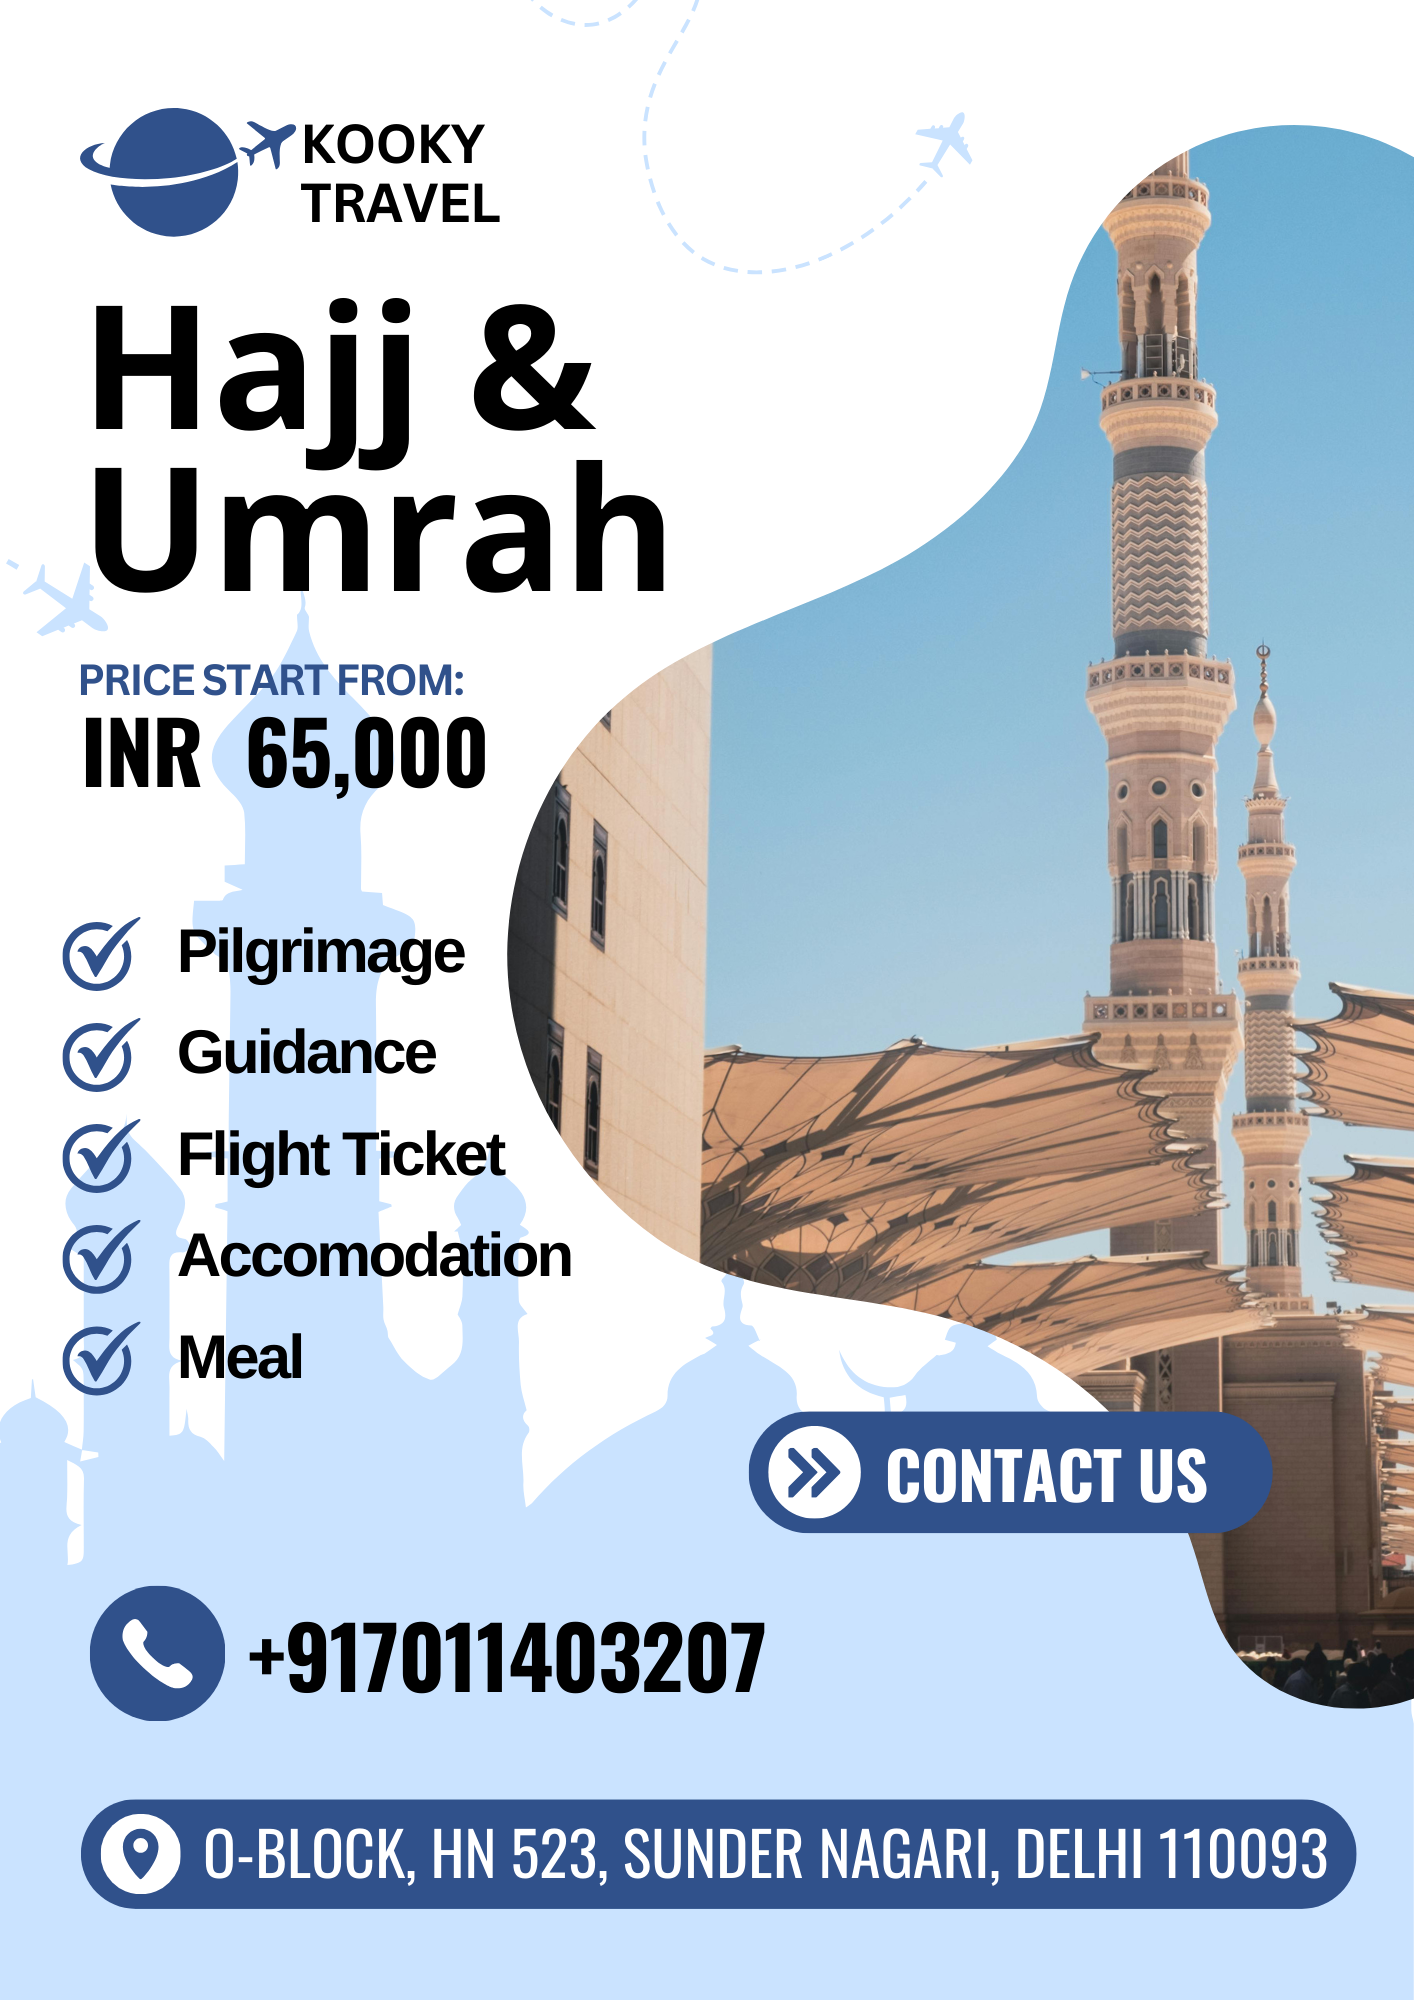 KOOKY
TRAVEL
Hajj &
Umrah
PRICE START FROM:
INR 65,000
Pilgrimage
Guidance
Flight Ticket
Accomodation
Meal
CONTACT US
+917011403207
O-BLOCK, HN 523, SUNDER NAGARI, DELHI 110093